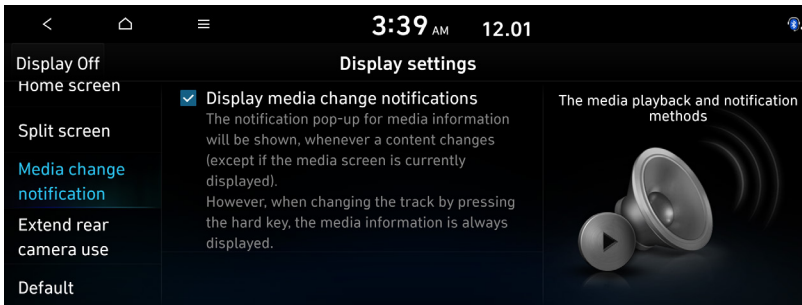 3:39 AM 12.01
Display Off
Display settings
Home screen
Split screen
Media change
notification
Extend rear
camera use
Default
Display media change notifications
The notification pop-up for media information
will be shown, whenever a content changes
(except if the media screen is currently
displayed).
However, when changing the track by pressing
the hard key, the media information is always
displayed.
The media playback and notification
methods